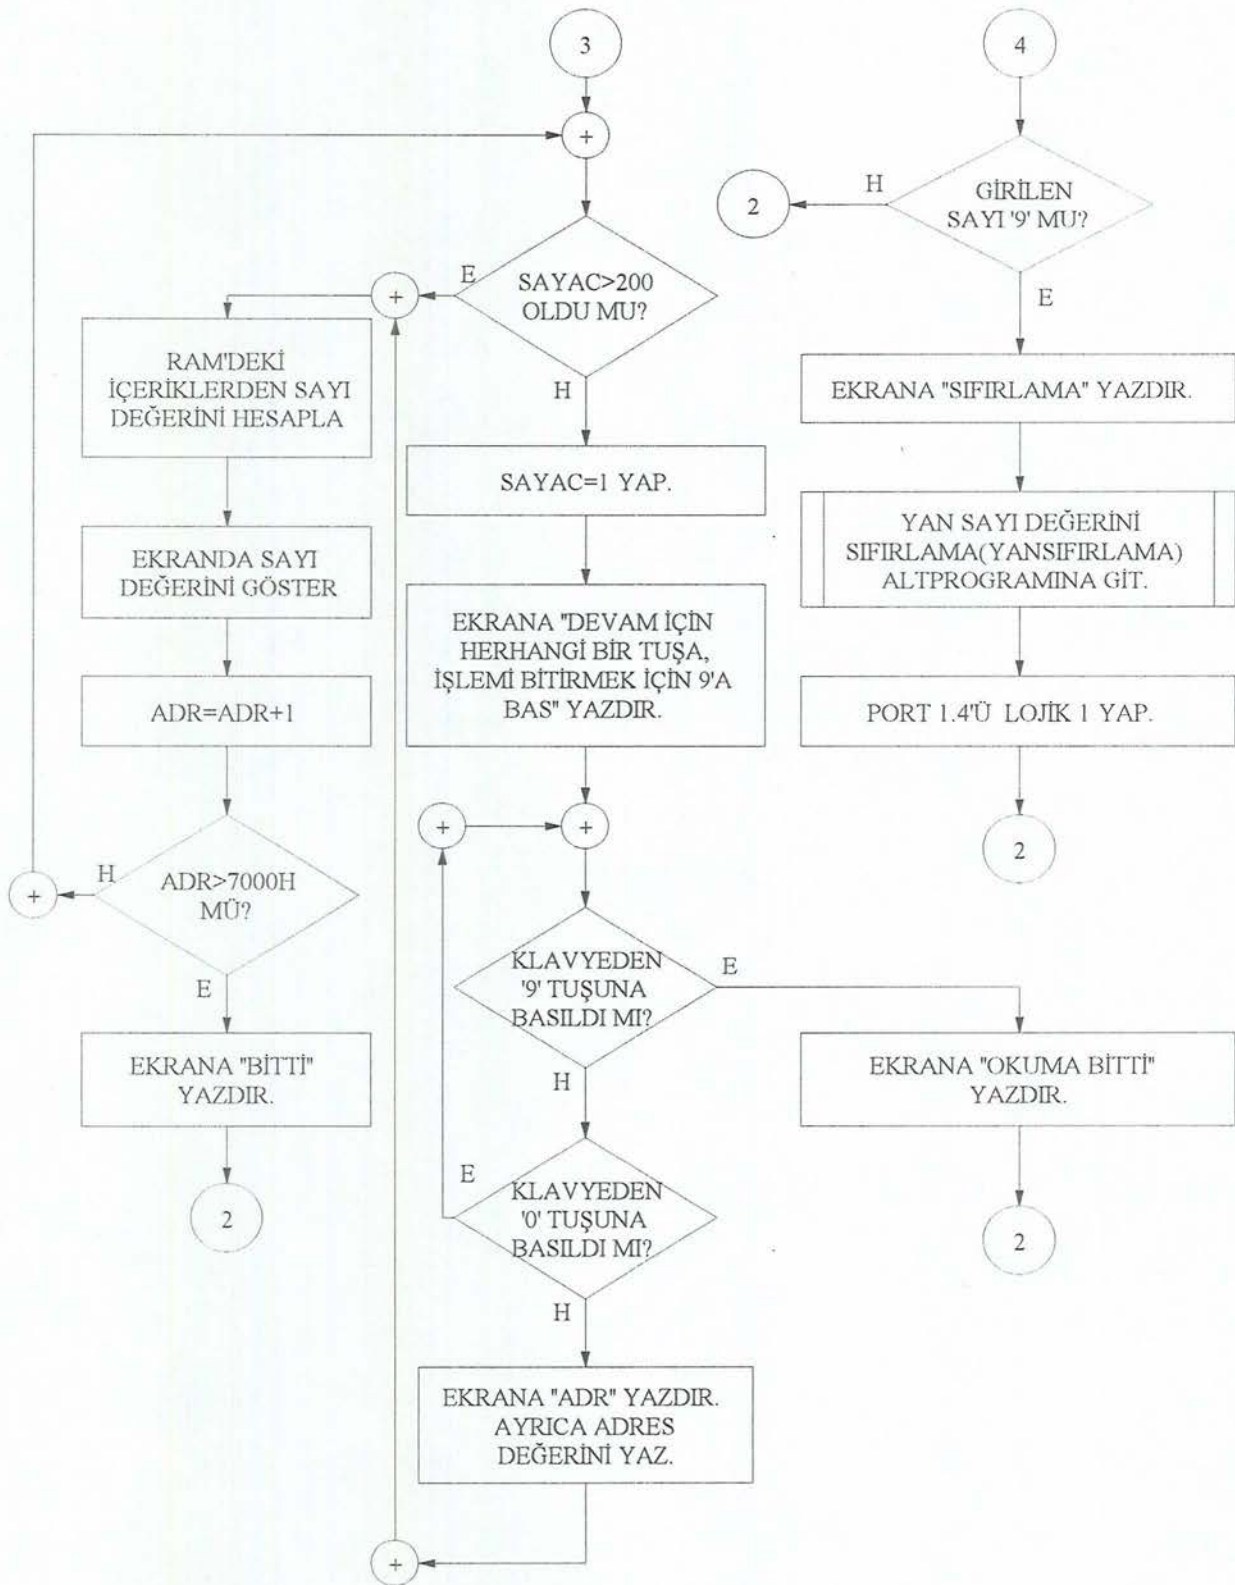 3
+
SAYAC>200
OLDU MU?
E
H
+
RAM'DEKİ
İÇERİKLERDEN SAYI
DEĞERİNİ HESAPLA
EKRANDA SAYI
DEĞERİNİ GÖSTER
ADR=ADR+1
ADR>7000H
MÜ?
H
+
E
EKRANA "BİTTİ"
YAZDIR.
2
SAYAC=1 YAP.
EKRANA "DEVAM İÇİN
HERHANGİ BİR TUŞA,
İŞLEMİ BİTİRMEK İÇİN 9'A
BAS" YAZDIR.
+
+
KLAVYEDEN
'9' TUŞUNA
BASILDI MI?
E
H
KLAVYEDEN
'0' TUŞUNA
BASILDI MI?
E
H
EKRANA "ADR" YAZDIR.
AYRICA ADRES
DEĞERİNİ YAZ.
+
EKRANA "OKUMA BİTTİ"
YAZDIR.
2
4
GİRİLEN
SAYI '9' MU?
H
2
E
EKRANA "SIFIRLAMA" YAZDIR.
YAN SAYI DEĞERİNİ
SIFIRLAMA(YANSIFIRLAMA)
ALTPROGRAMINA GİT.
PORT 1.4'Ü LOJİK 1 YAP.
2